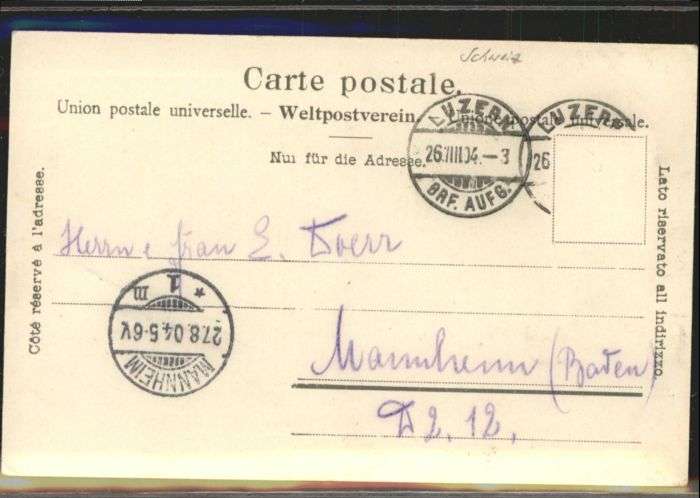 Schweiz
Carte postale.
Union postale universelle. – Weltpostverein. – Unione postale universale.
Nur für die Adresse.
LUZERN
26.VIII.04.–3
BRF. AUFG.
LUZERN
26
Côté réservé à l'adresse.
Lato riservato all indirizzo.
Herrn e frau L. Doerr
MANNHEIM
27.8.04.5-6V.
* 1 m
Mannheim (Baden)
D2.12.